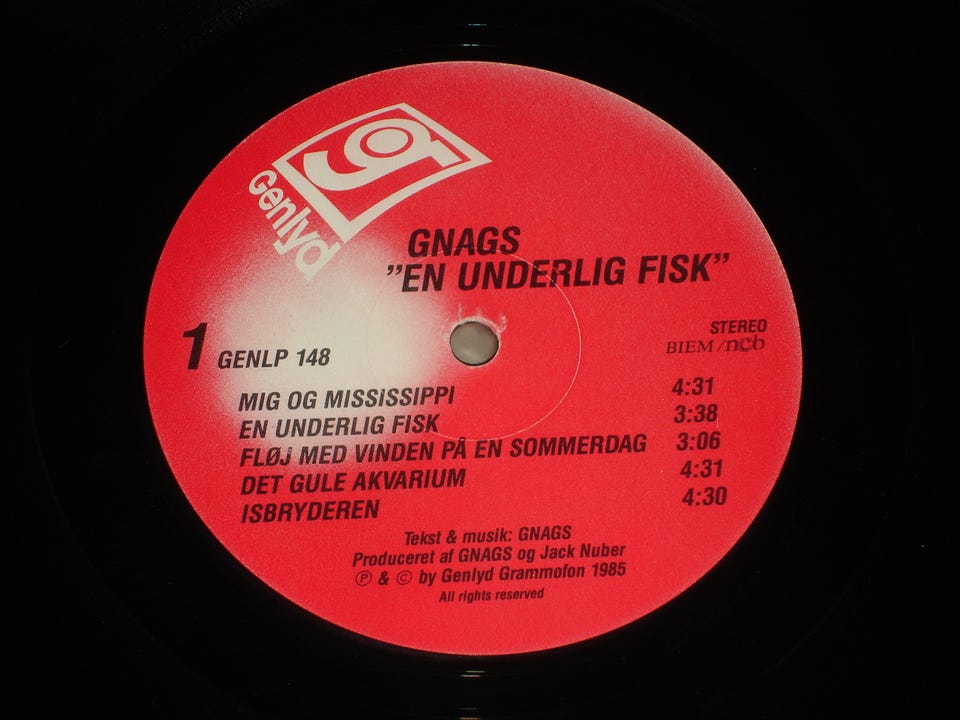 Genlyd
GNAGS
”EN UNDERLIG FISK”
STEREO
BIEM/ncb
1 GENLP 148
MIG OG MISSISSIPPI 4:31
EN UNDERLIG FISK 3:38
FLØJ MED VINDEN PÅ EN SOMMERDAG 3:06
DET GULE AKVARIUM 4:31
ISBRYDEREN 4:30
Tekst & musik: GNAGS
Produceret af GNAGS og Jack Nuber
Ⓟ & © by Genlyd Grammofon 1985
All rights reserved